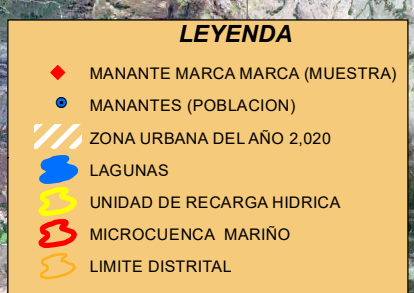 LEYENDA
MANANTE MARCA MARCA (MUESTRA)
MANANTES (POBLACION)
ZONA URBANA DEL AÑO 2,020
LAGUNAS
UNIDAD DE RECARGA HIDRICA
MICROCUENCA MARIÑO
LIMITE DISTRITAL